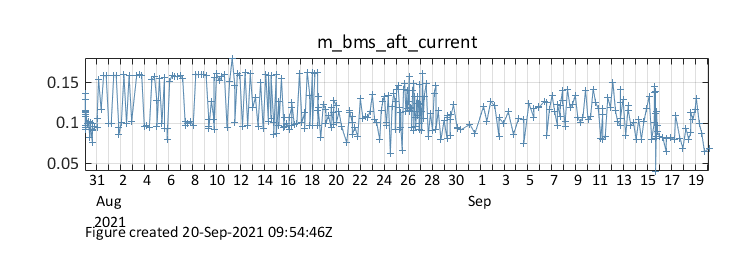 m_bms_aft_current
0.15
0.1
0.05
31 2 4 6 8 10 12 14 16 18 20 22 24 26 28 30 1 3 5 7 9 11 13 15 17 19
Aug Sep
2021
Figure created 20-Sep-2021 09:54:46Z